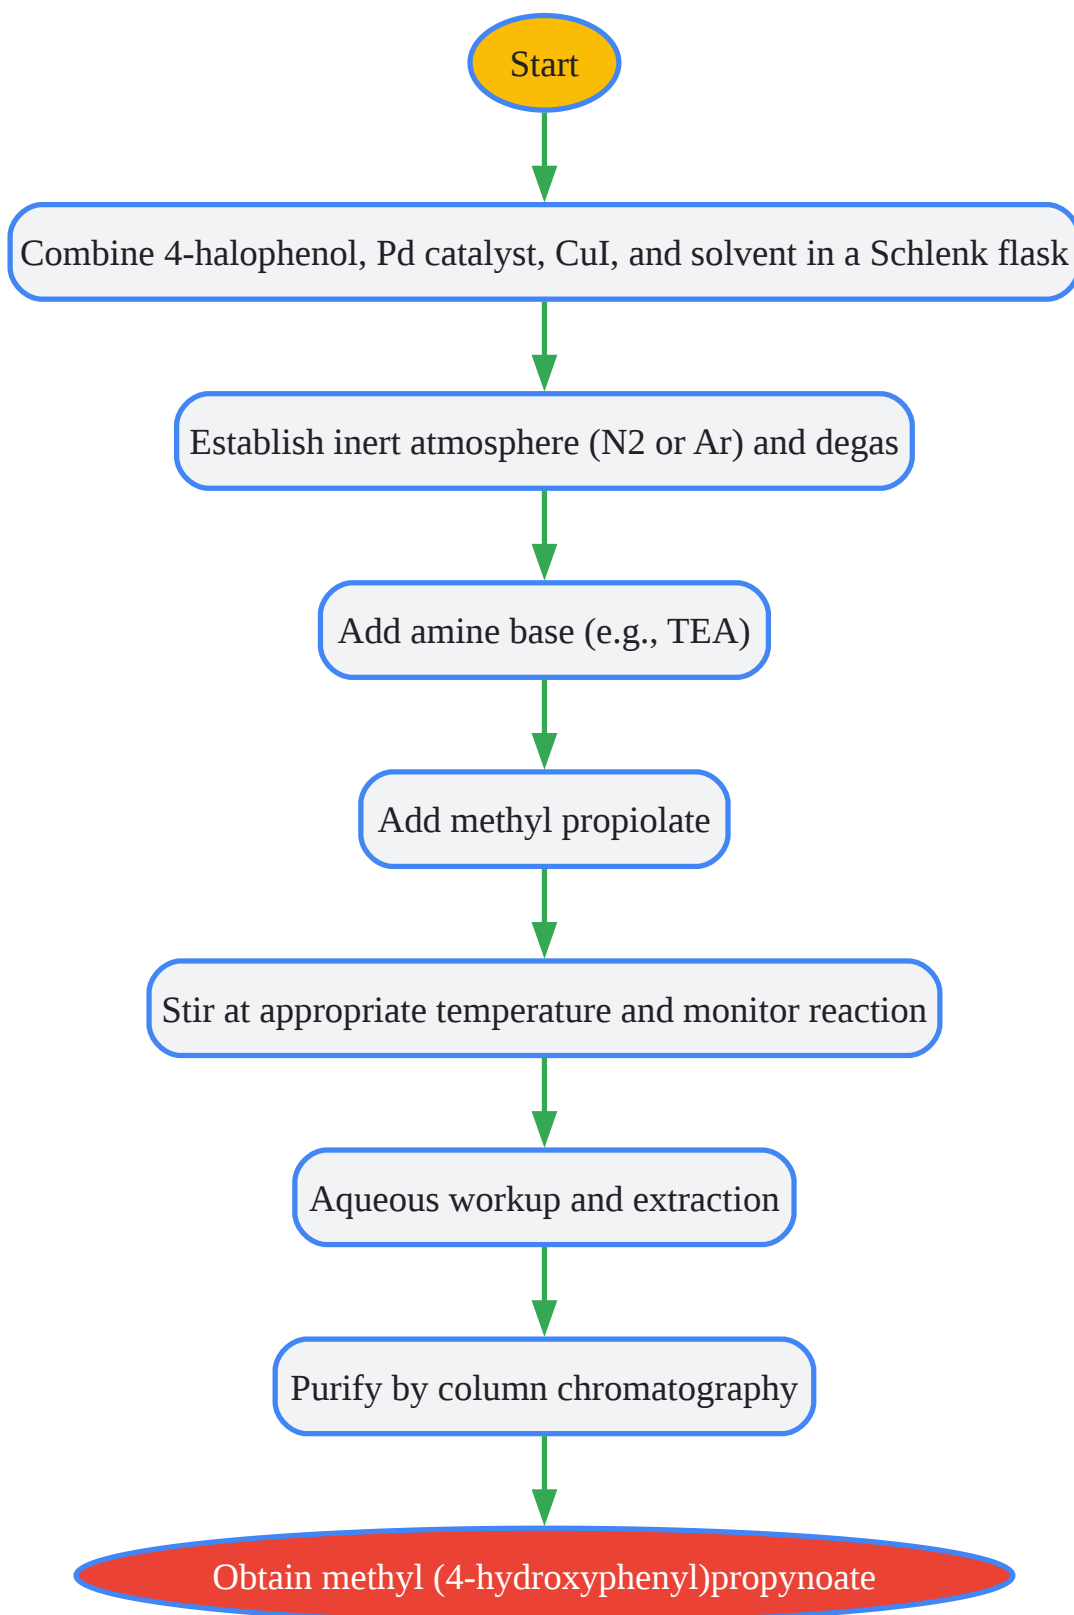 Start
Combine 4-halophenol, Pd catalyst, CuI, and solvent in a Schlenk flask
Establish inert atmosphere (N2 or Ar) and degas
Add amine base (e.g., TEA)
Add methyl propiolate
Stir at appropriate temperature and monitor reaction
Aqueous workup and extraction
Purify by column chromatography
Obtain methyl (4-hydroxyphenyl)propynoate